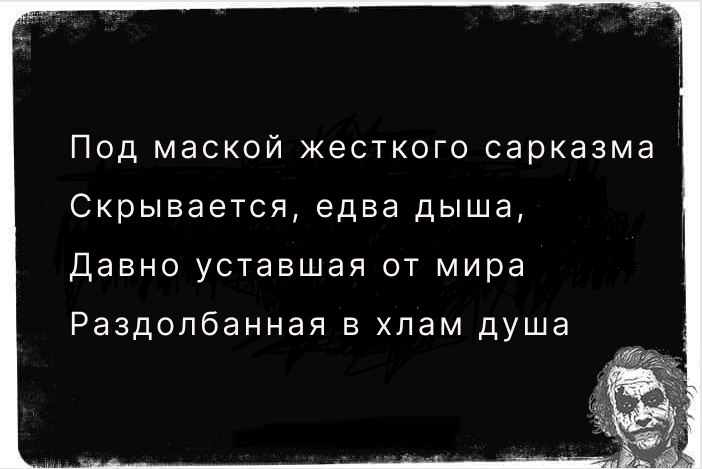 Под маской жесткого сарказма
Скрывается, едва дыша,
Давно уставшая от мира
Раздолбанная в хлам душа